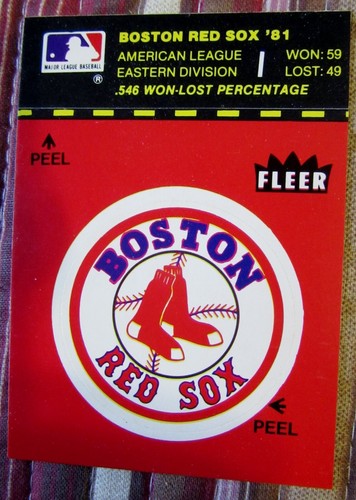 BOSTON RED SOX '81
AMERICAN LEAGUE
EASTERN DIVISION
WON: 59
LOST: 49
.546 WON-LOST PERCENTAGE
MAJOR LEAGUE BASEBALL
®
PEEL
FLEER
BOSTON
RED SOX
PEEL